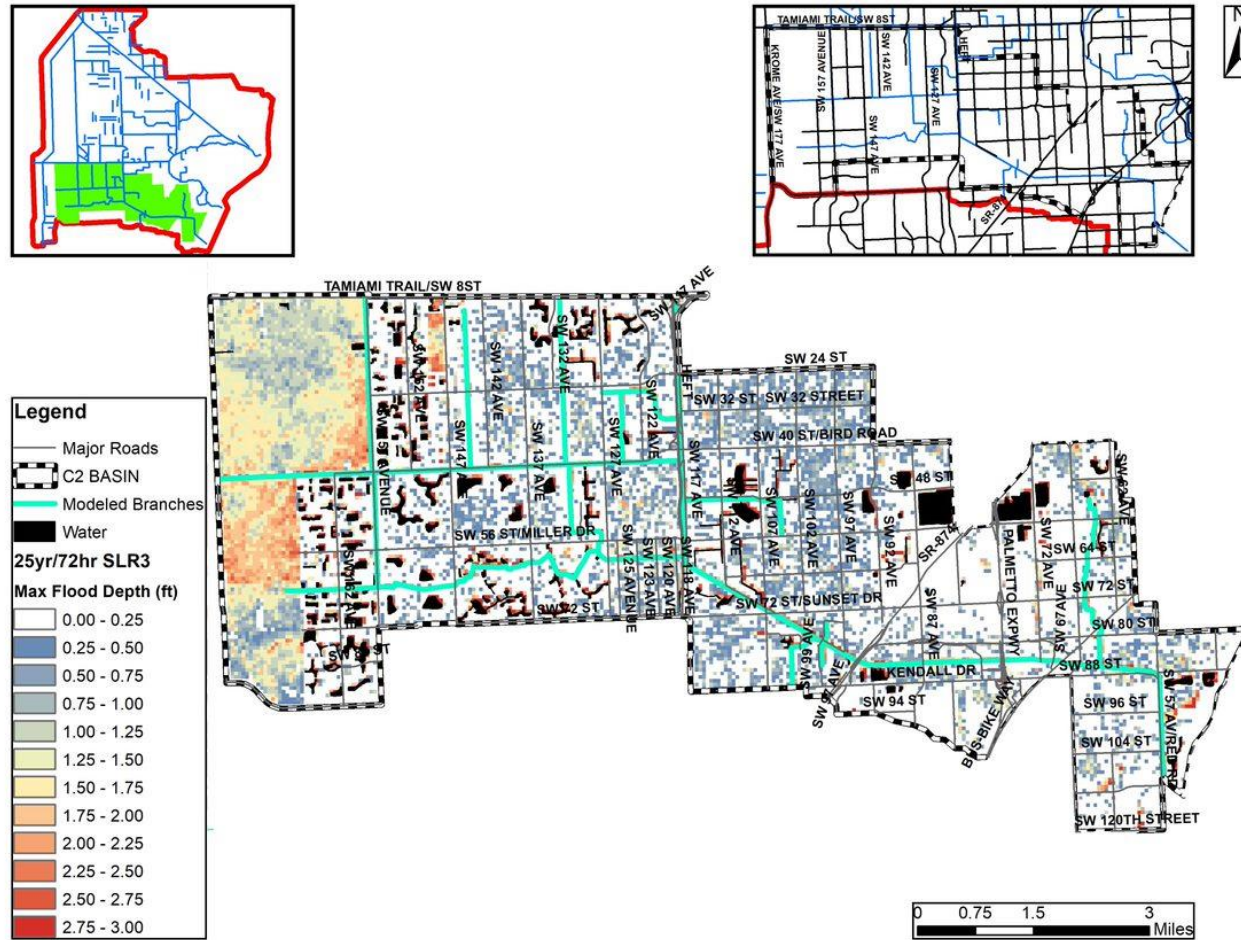 TAMIAMI TRAIL/SW 8ST
HEFT
KROME AVE/SW 177 AVE
SW 157 AVENUE
SW 142 AVE
SW 127 AVE
SW 147 AVE
SR-874
N
TAMIAMI TRAIL/SW 8ST
SW 24 ST
SW 132 AVE
SW 142 AVE
HEFT
SW 32 ST
SW 32 STREET
SW 122 AVE
SW 147 AVE
SW 137 AVE
SW 127 AVE
SW 40 ST/BIRD ROAD
SW 117 AVE
SW 107 AVE
SW 102 AVE
SW 97 AVE
SW 92 AVE
SR-874
SW 56 ST/MILLER DR
SW 125 AVENUE
SW 123 AVE
SW 120 AVE
SW 118 AVE
SW 72 ST
SW 72 ST/SUNSET DR
SW 87 AVE
PALMETTO EXPWY
SW 72 AVE
SW 67 AVE
SW 62 AVE
SW 64 ST
SW 72 ST
SW 80 ST
SW 99 AVE
KENDALL DR
SW 88 ST
SW 94 ST
SW 96 ST
SW 104 ST
SW 57 AV/RED RD
SW 120TH STREET
Legend
Major Roads
C2 BASIN
Modeled Branches
Water
25yr/72hr SLR3
Max Flood Depth (ft)
0.00 - 0.25
0.25 - 0.50
0.50 - 0.75
0.75 - 1.00
1.00 - 1.25
1.25 - 1.50
1.50 - 1.75
1.75 - 2.00
2.00 - 2.25
2.25 - 2.50
2.50 - 2.75
2.75 - 3.00
0 0.75 1.5 3
Miles